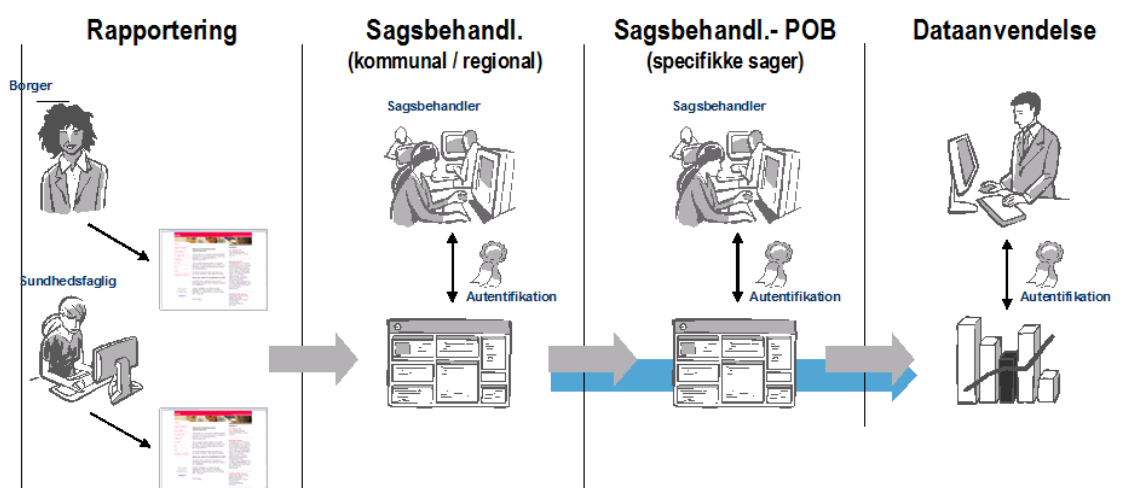 Rapportering
Sagsbehandl.
(kommunal / regional)
Sagsbehandl.- POB
(specifikke sager)
Dataanvendelse
Borger
Sundhedsfaglig
Sagsbehandler
Autentifikation
Sagsbehandler
Autentifikation
Autentifikation